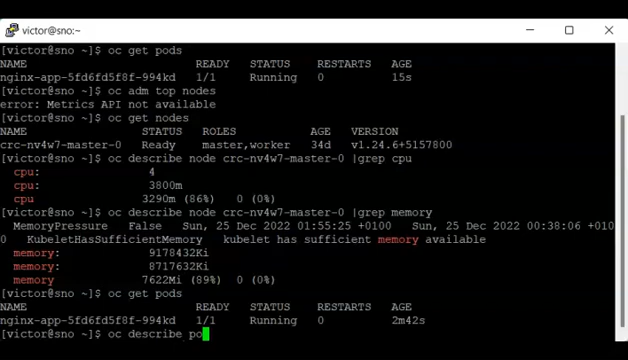 victor@sno:~
[victor@sno ~]$ oc get pods
NAME READY STATUS RESTARTS AGE
nginx-app-5fd6fd5f8f-994kd 1/1 Running 0 15s
[victor@sno ~]$ oc adm top nodes
error: Metrics API not available
[victor@sno ~]$ oc get nodes
NAME STATUS ROLES AGE VERSION
crc-nv4w7-master-0 Ready master,worker 34d v1.24.6+5157800
[victor@sno ~]$ oc describe node crc-nv4w7-master-0 |grep cpu
cpu: 4
cpu: 3800m
cpu 3290m (86%) 0 (0%)
[victor@sno ~]$ oc describe node crc-nv4w7-master-0 |grep memory
MemoryPressure False Sun, 25 Dec 2022 01:55:25 +0100 Sun, 25 Dec 2022 00:38:06 +010
0 KubeletHasSufficientMemory kubelet has sufficient memory available
memory: 9178432Ki
memory: 8717632Ki
memory 7622Mi (89%) 0 (0%)
[victor@sno ~]$ oc get pods
NAME READY STATUS RESTARTS AGE
nginx-app-5fd6fd5f8f-994kd 1/1 Running 0 2m42s
[victor@sno ~]$ oc describe po